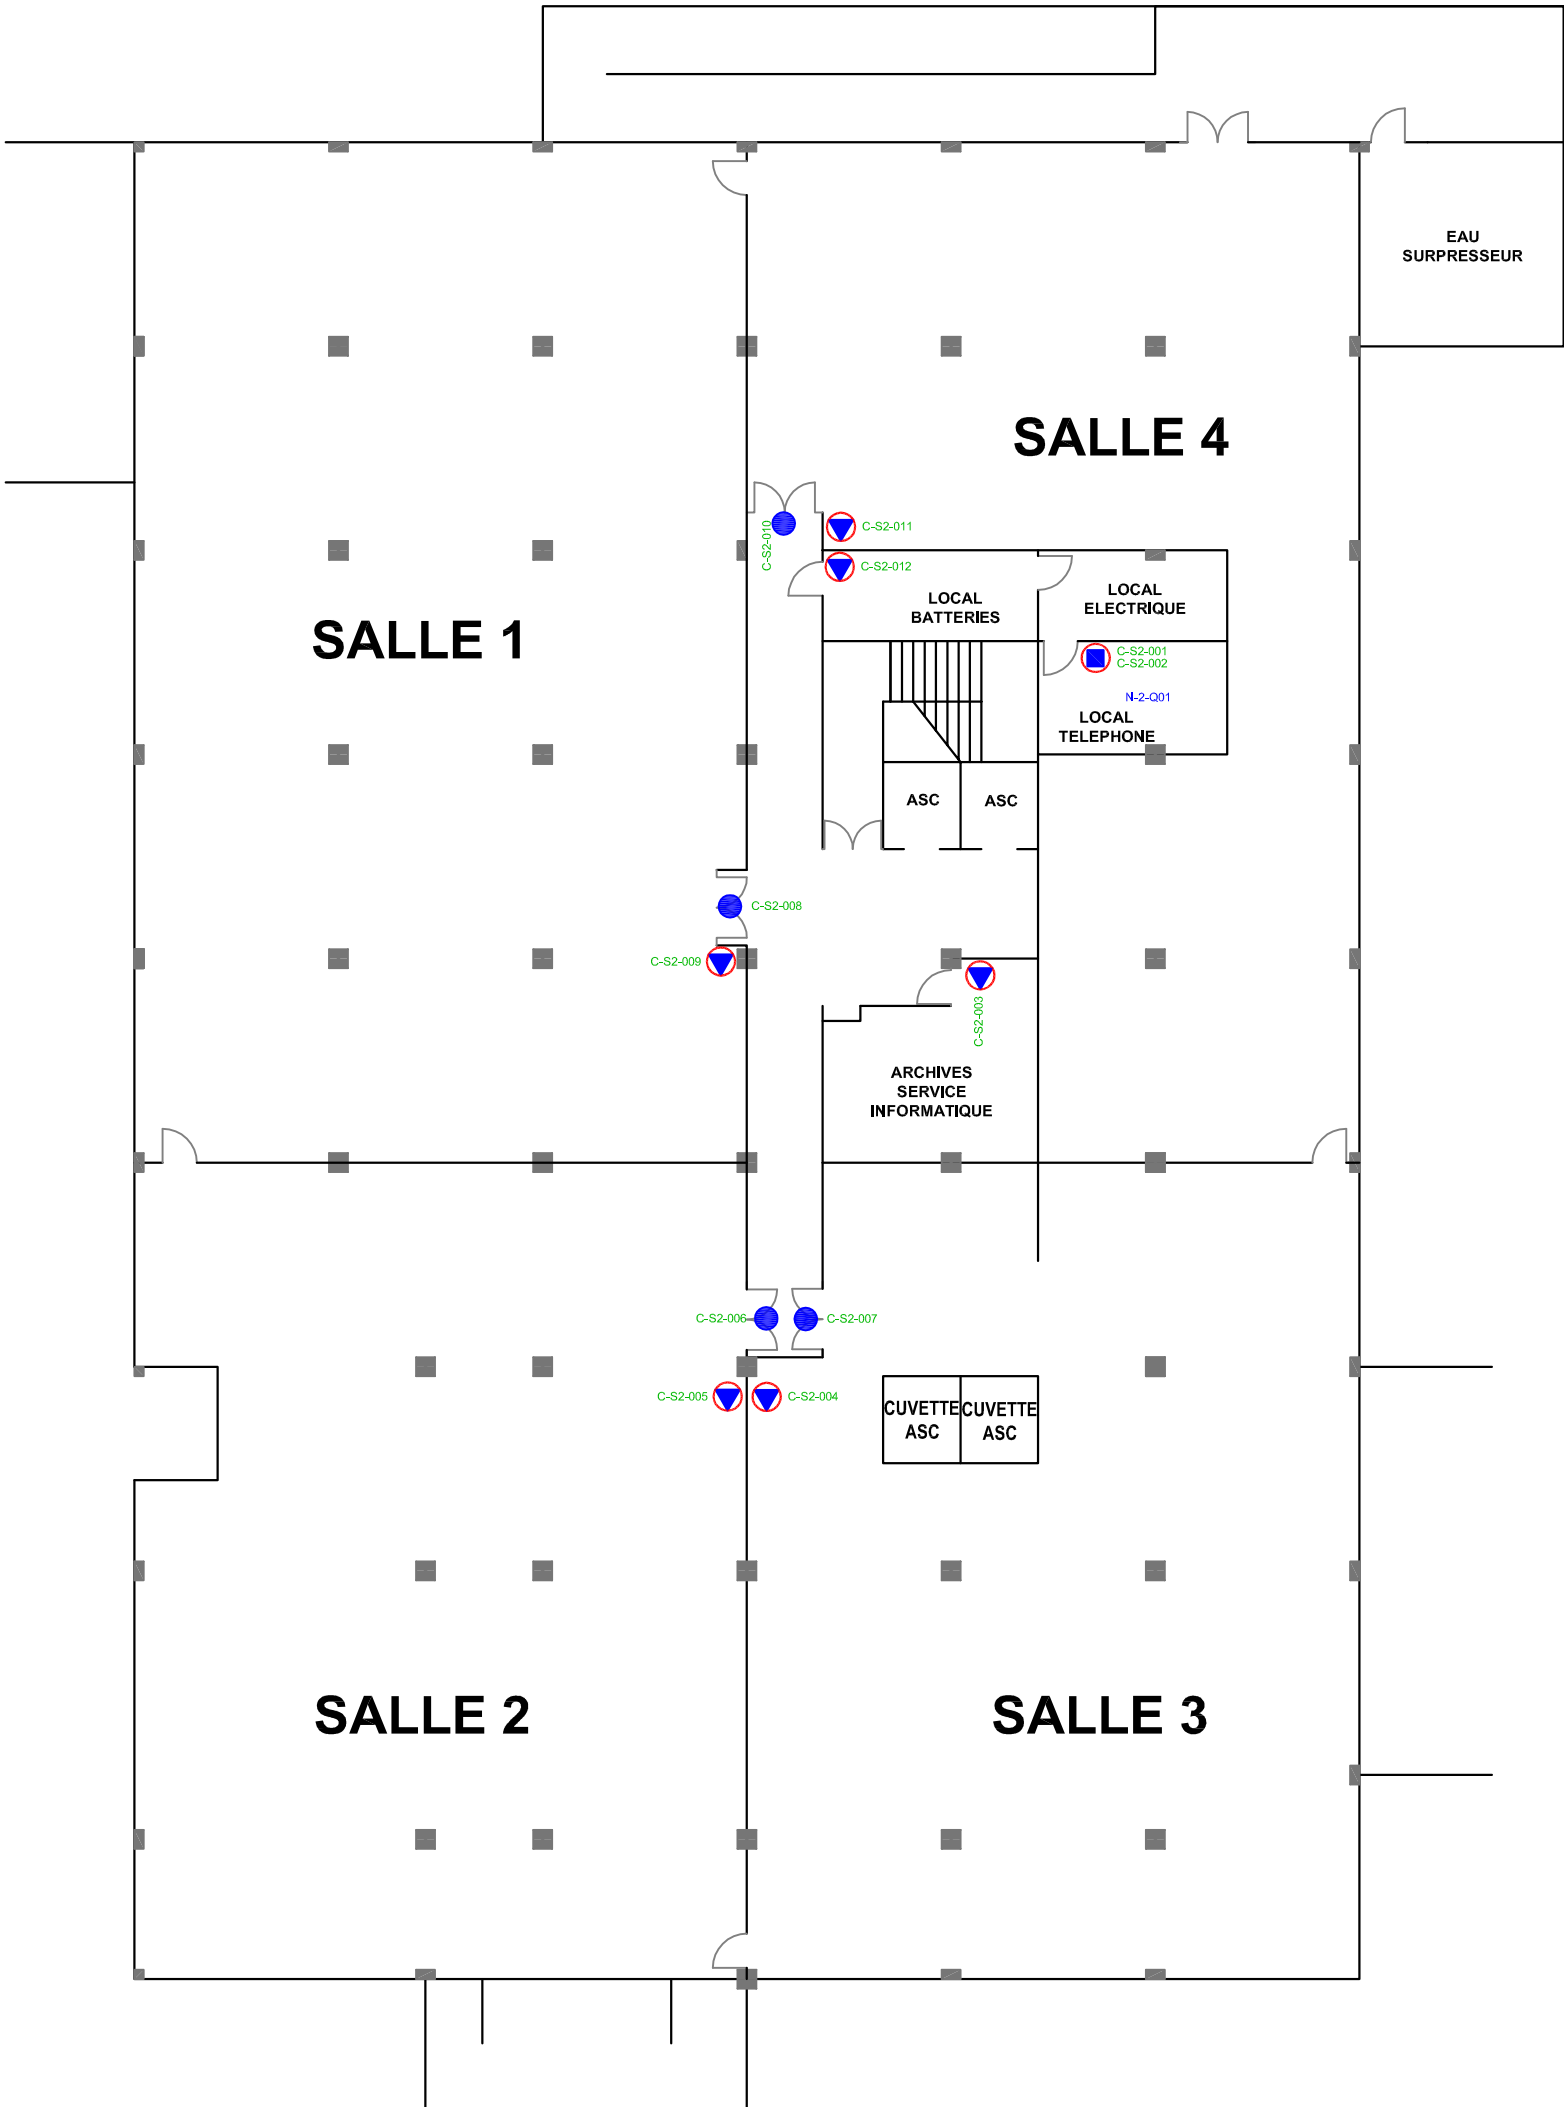 EAU
SURPRESSEUR
SALLE 4
C-S2-010
C-S2-011
C-S2-012
LOCAL
BATTERIES
LOCAL
ELECTRIQUE
SALLE 1
C-S2-001
C-S2-002
N-2-Q01
LOCAL
TELEPHONE
ASC
ASC
C-S2-008
C-S2-009
C-S2-003
ARCHIVES
SERVICE
INFORMATIQUE
C-S2-006
C-S2-007
C-S2-005
C-S2-004
CUVETTE
ASC
CUVETTE
ASC
SALLE 2
SALLE 3